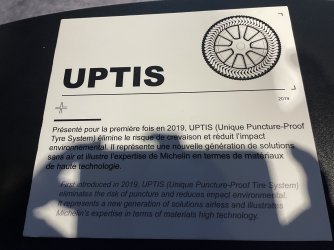 UPTIS
2019
Présenté pour la première fois en 2019, UPTIS (Unique Puncture-Proof
Tyre System) élimine le risque de crevaison et réduit l'impact
environnemental. Il représente une nouvelle génération de solutions
sans air et illustre l'expertise de Michelin en termes de matériaux
de haute technologie.
First introduced in 2019, UPTIS (Unique Puncture-Proof Tire System)
eliminates the risk of puncture and reduces impact environmental.
It represents a new generation of solutions airless and illustrates
Michelin's expertise in terms of materials high technology.